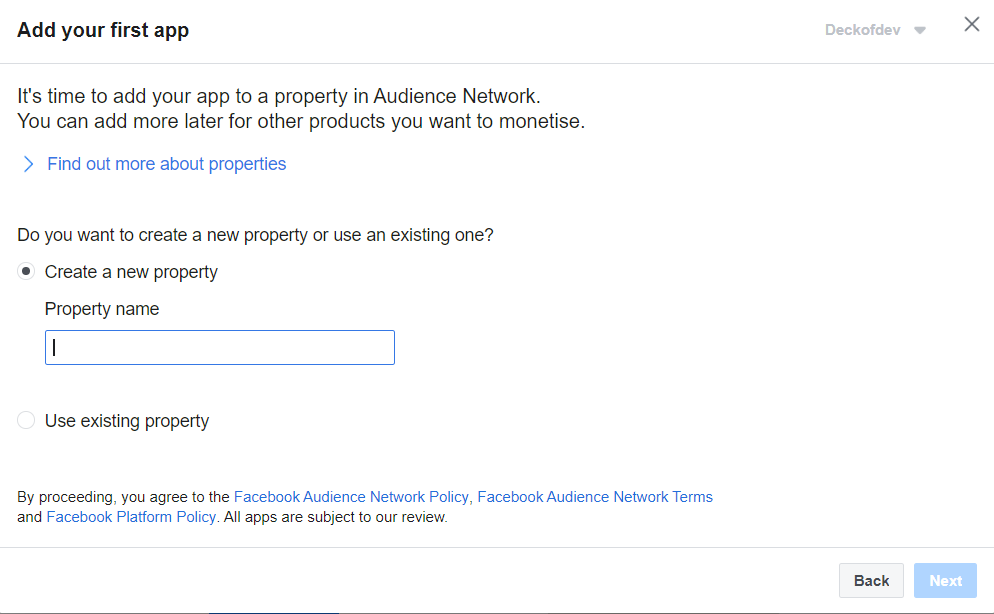 Add your first app
Deckofdev
It's time to add your app to a property in Audience Network.
You can add more later for other products you want to monetise.
Find out more about properties
Do you want to create a new property or use an existing one?
Create a new property
Property name
Use existing property
By proceeding, you agree to the Facebook Audience Network Policy, Facebook Audience Network Terms
and Facebook Platform Policy. All apps are subject to our review.
Back
Next